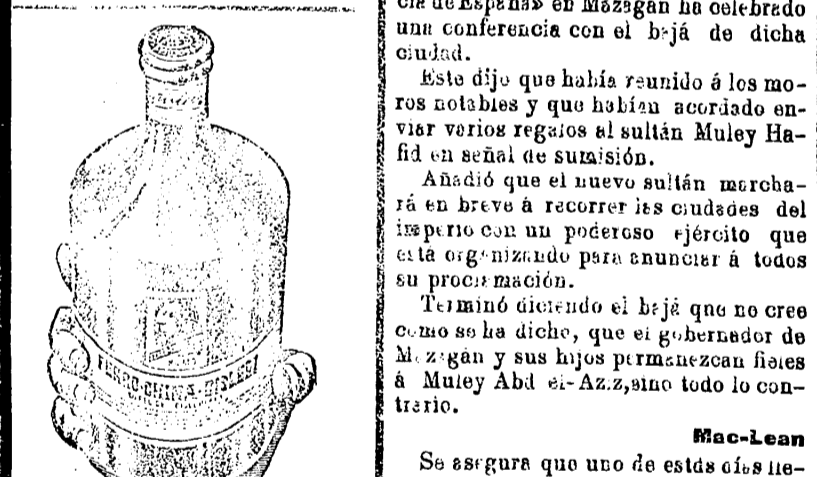 FERRO-CHINA-BISLERI
cia de España» en Mazagán ha celebrado
una conferencia con el bajá de dicha
ciudad.
Este dijo que había reunido á los mo-
ros notables y que habían acordado en-
viar varios regalos al sultán Muley Ha-
fid en señal de sumisión.
Añadió que el nuevo sultán marcha-
rá en breve á recorrer las ciudades del
imperio con un poderoso ejército que
está organizando para anunciar á todos
su proclamación.
Terminó diciendo el bajá qne no cree
como se ha dicho, que el gobernador de
Mazagán y sus hijos permanezcan fieles
á Muley Abd el-Aziz, sino todo lo con-
trario.
Mac-Lean
Se asegura que uno de estos días lle-